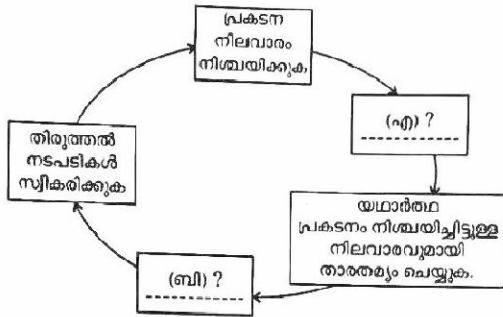 പ്രകടന
നിലവാരം
നിശ്ചയിക്കുക
(എ) ?
യഥാർത്ഥ
പ്രകടനം നിശ്ചയിച്ചിട്ടുള്ള
നിലവാരവുമായി
താരതമ്യം ചെയ്യുക.
(ബി) ?
തിരുത്തൽ
നടപടികൾ
സ്വീകരിക്കുക